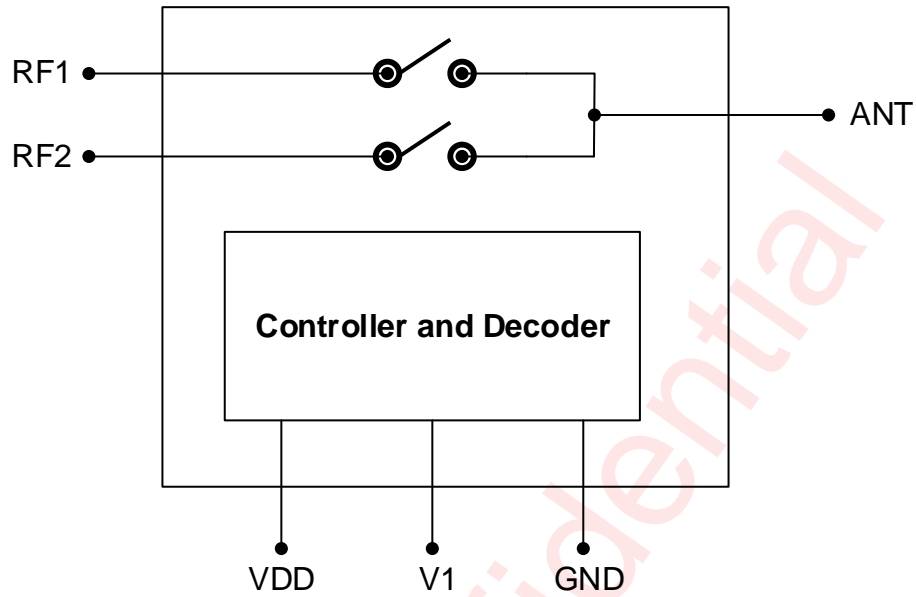 RF1
ANT
RF2
Controller and Decoder
VDD
V1
GND